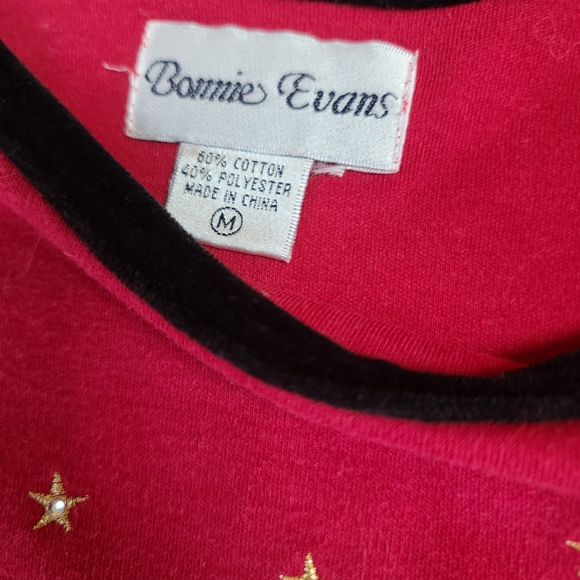 Bonnie Evans
60% COTTON
40% POLYESTER
MADE IN CHINA
M